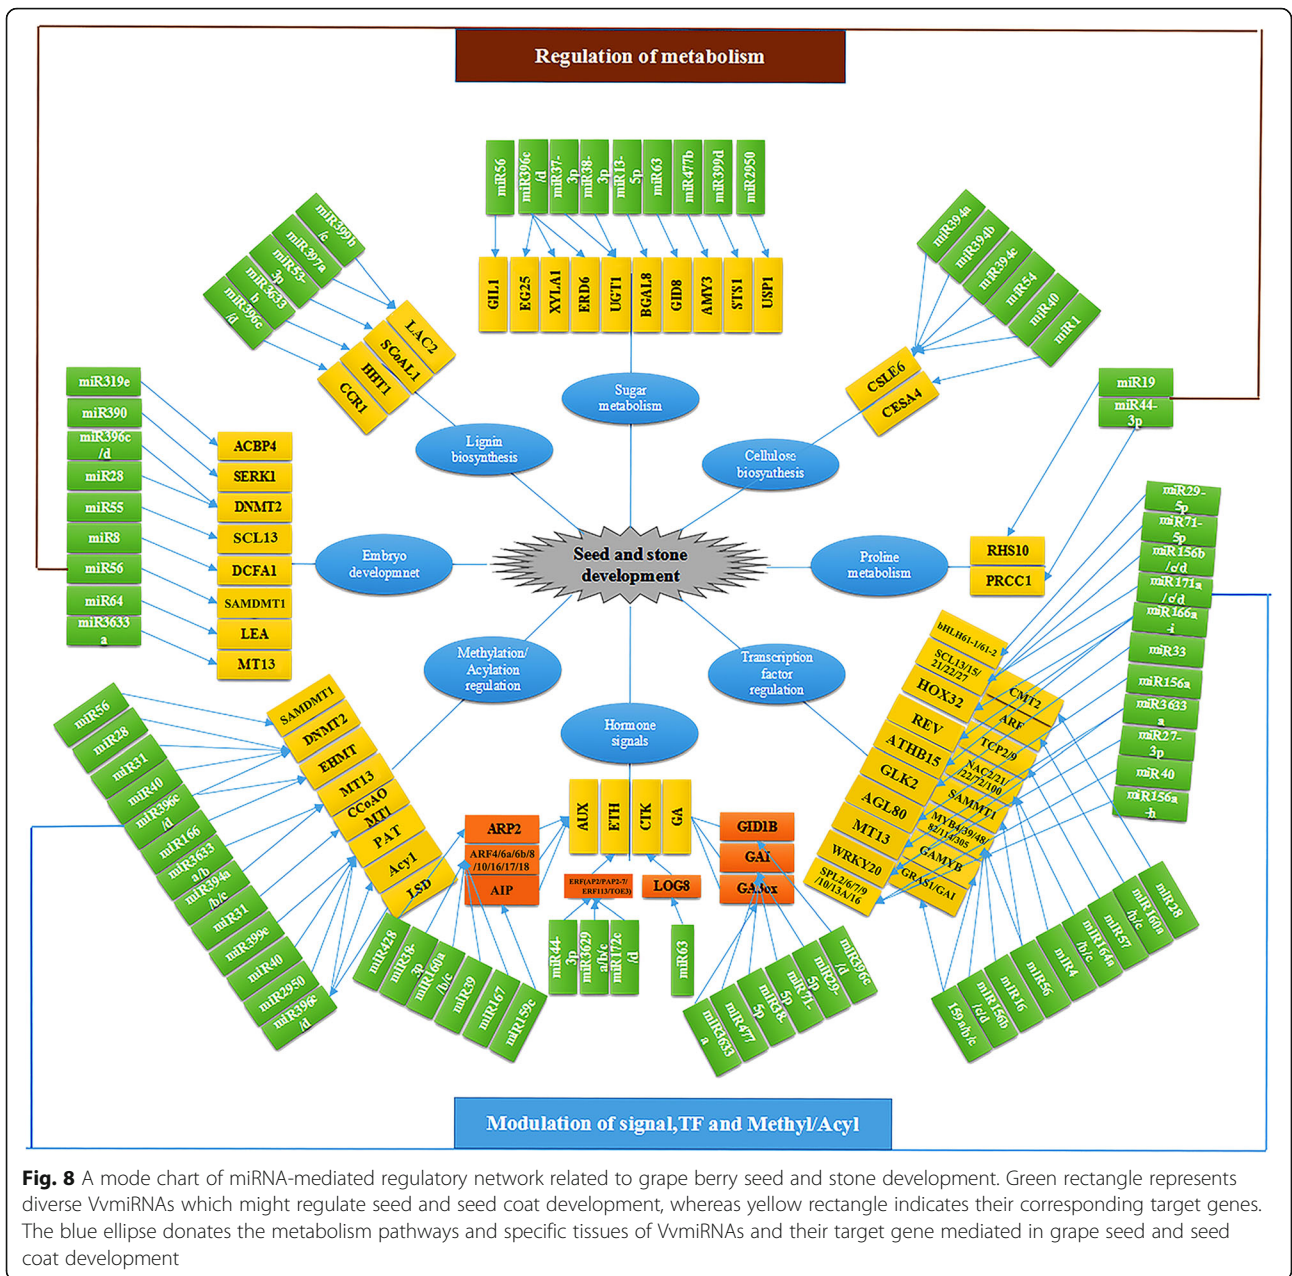 Regulation of metabolism
miR56
miR396c
/d
miR37-
3p
miR38-
3p
miR13-
5p
miR63
miR477b
miR399d
miR2950
GIL1
EG25
XYLA1
ERD6
UGT1
BGAL8
GID8
AMY3
STS1
USP1
Sugar
metabolism
miR399b
/c
miR397a
miR53-
3p
miR3633
b
miR396c
/d
LAC2
SCoAL1
HHT1
CCR1
Lignin
biosynthesis
miR394a
miR394b
miR394c
miR54
miR40
miR1
CSLE6
CESA4
Cellulose
biosynthesis
miR19
miR44-
3p
RHS10
PRCC1
Proline
metabolism
miR319e
miR390
miR396c
/d
miR28
miR55
miR8
miR56
miR64
miR3633
a
ACBP4
SERK1
DNMT2
SCL13
DCFA1
SAMDMT1
LEA
MT13
Embryo
developmnet
Seed and stone
development
Methylation/
Acylation
regulation
Transcription
factor
regulation
Hormone
signals
miR29-
5p
miR71-
5p
miR156b
/c/d
miR171a
/c/d
miR166a
-i
miR33
miR156a
miR3633
a
miR27-
3p
miR40
miR156a
-h
bHLH61-1/61-2
SCL13/15/
21/22/27
HOX32
REV
ATHB15
GLK2
AGL80
MT13
WRKY20
SPL2/6/7/9
/10/13A/16
CMT2
ARF
TCP2/9
NAC2/21/
/22/72/100
SAMMT1
MYB4/39/48/
82/114/305
GAMYB
GRAS1/GAI
miR56
miR28
miR31
miR40
miR396c
/d
miR166
miR3633
a/b
miR394a
/b/c
miR31
miR399e
miR40
miR2950
miR396c
/d
SAMDMT1
DNMT2
EHMT
MT13
CCoAO
MT1
PAT
Acy1
LSD
AUX
ETH
CTK
GA
ARP2
ARF4/6a/6b/8
/10/16/17/18
AIP
ERF(AP2/PAP2-7/
ERF113/TOE3)
LOG8
GID1B
GAI
GA3ox
miR428
miR38-
3p
miR160a
/b/c
miR39
miR167
miR159c
miR44-
3p
miR3629
a/b/c
miR172c
/d
miR63
miR3633
a
miR477
miR38-
5p
miR71-
5p
miR29-
miR396c
/d
159a/b/c
miR156b
/c/d
miR16
miR56
miR4
miR164a
/b/c
miR57
miR160a
/b/c
miR28
Modulation of signal,TF and Methyl/Acyl
Fig. 8 A mode chart of miRNA-mediated regulatory network related to grape berry seed and stone development. Green rectangle represents
diverse VvmiRNAs which might regulate seed and seed coat development, whereas yellow rectangle indicates their corresponding target genes.
The blue ellipse donates the metabolism pathways and specific tissues of VvmiRNAs and their target gene mediated in grape seed and seed
coat development